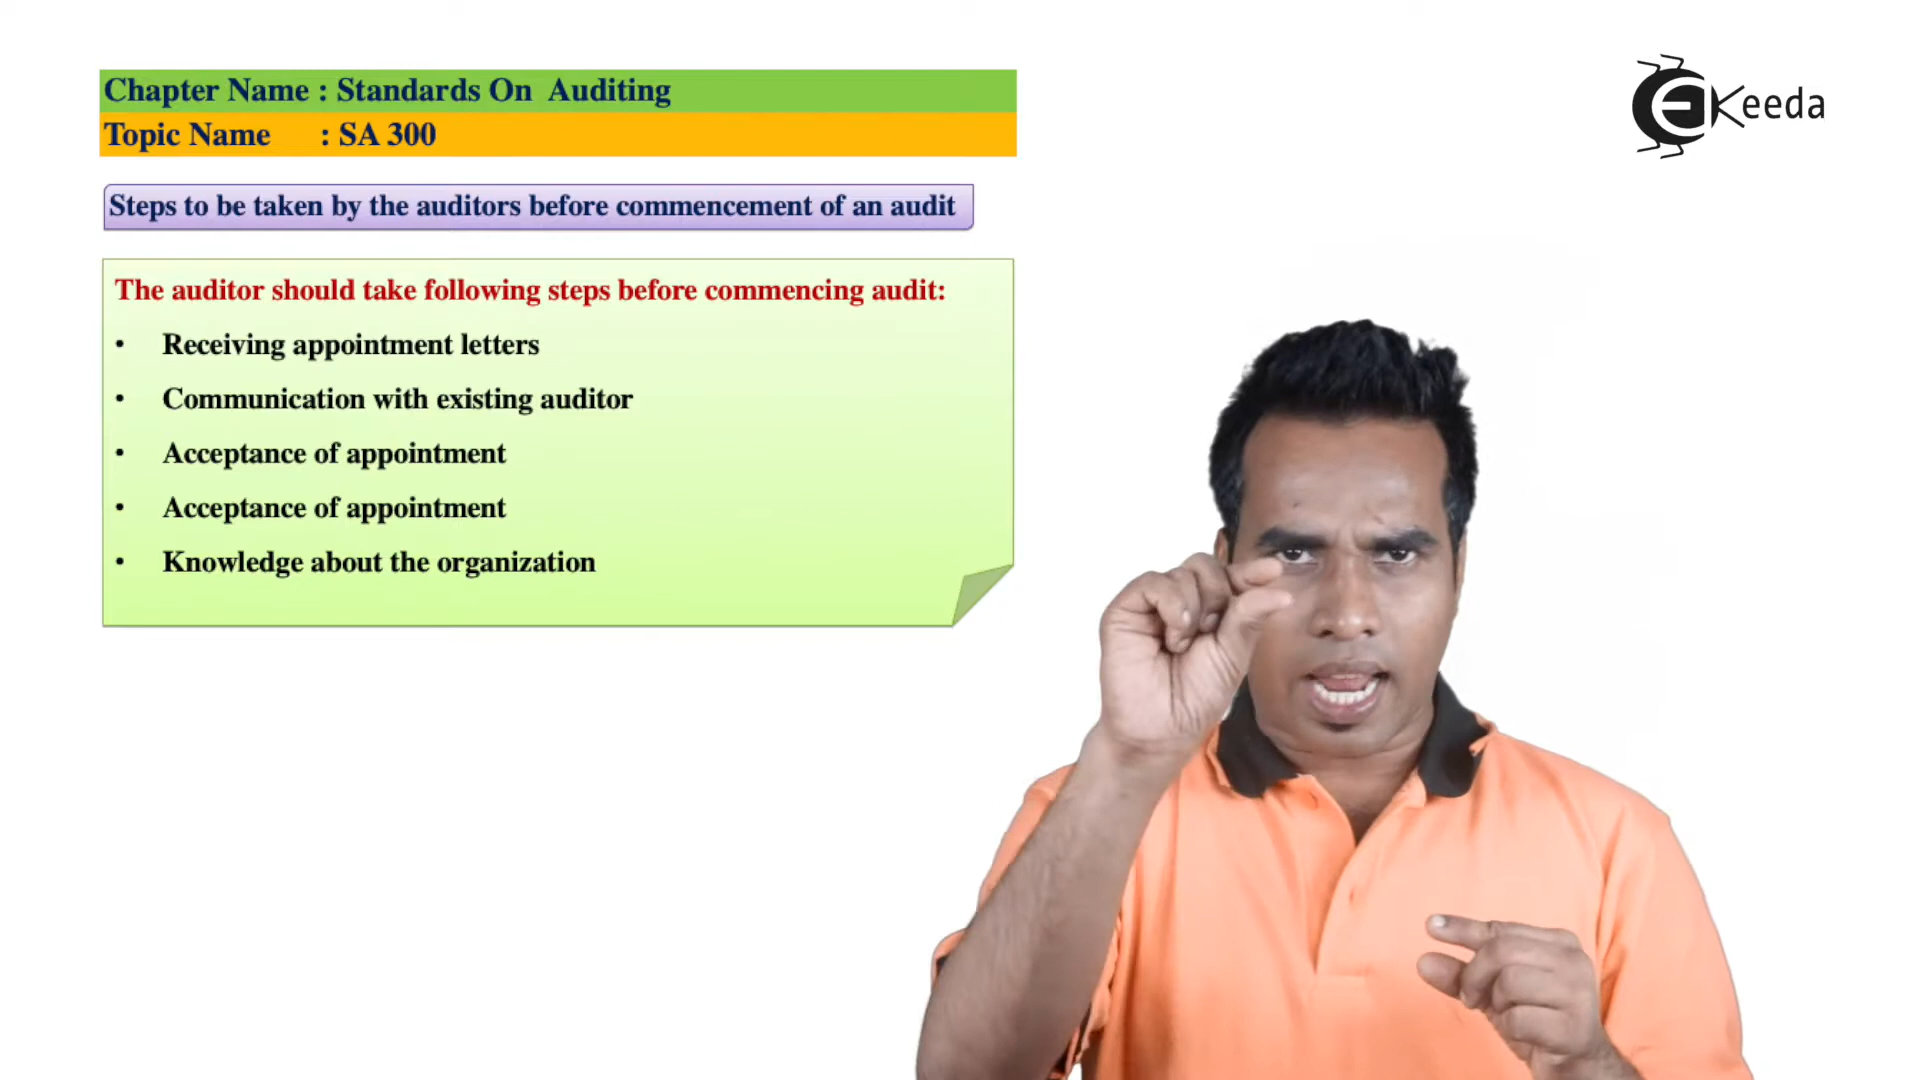 Chapter Name : Standards On Auditing
Topic Name : SA 300
Steps to be taken by the auditors before commencement of an audit
The auditor should take following steps before commencing audit:
• Receiving appointment letters
• Communication with existing auditor
• Acceptance of appointment
• Acceptance of appointment
• Knowledge about the organization
EKeeda